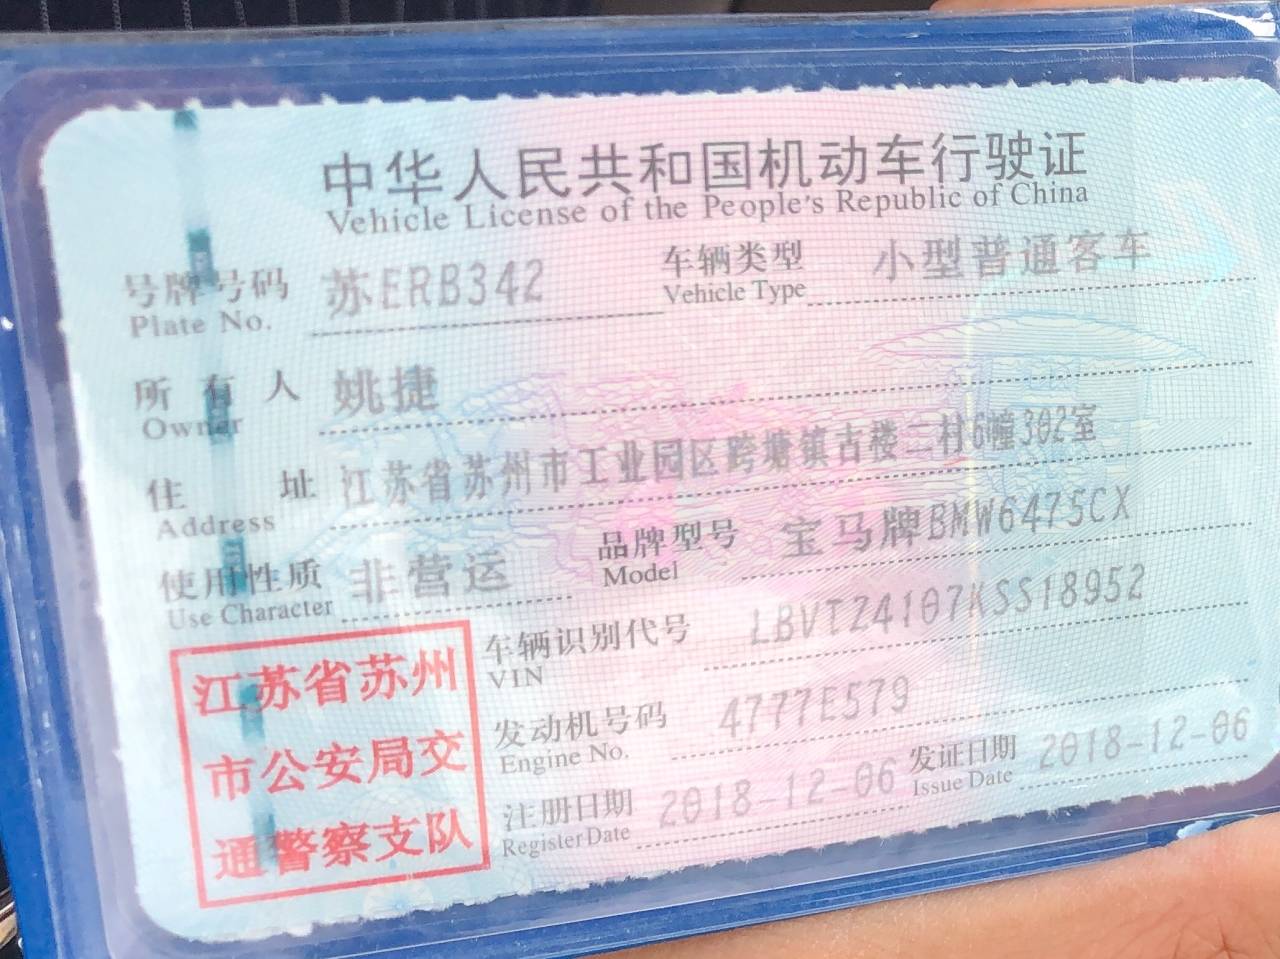 中华人民共和国机动车行驶证
Vehicle License of the People's Republic of China
号牌号码 苏ERB342 车辆类型 小型普通客车
Plate No. Vehicle Type
所有人 姚捷
Owner
住址 江苏省苏州市工业园区跨塘镇古楼二村6幢302室
Address
使用性质 非营运 品牌型号 宝马牌BMW6475CX
Use Character Model
车辆识别代号 LBVTZ4107KSS18952
VIN
发动机号码 4777E579
Engine No.
注册日期 2018-12-06 发证日期 2018-12-06
Register Date Issue Date
江苏省苏州
市公安局交
通警察支队